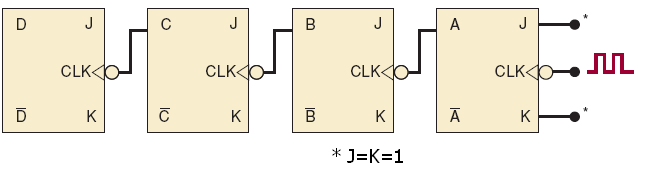 D J C J B J A J *
CLK CLK CLK CLK
D̅ K C̅ K B̅ K A̅ K *
* J=K=1